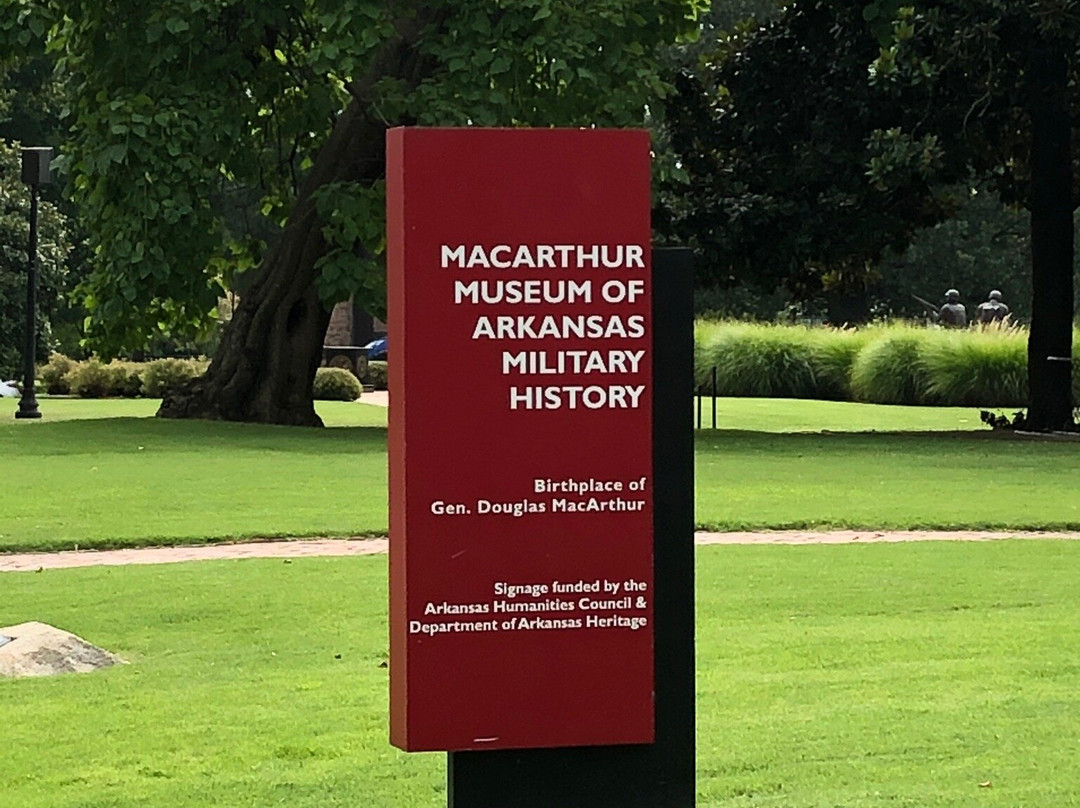 MACARTHUR
MUSEUM OF
ARKANSAS
MILITARY
HISTORY
Birthplace of
Gen. Douglas MacArthur
Signage funded by the
Arkansas Humanities Council &
Department of Arkansas Heritage